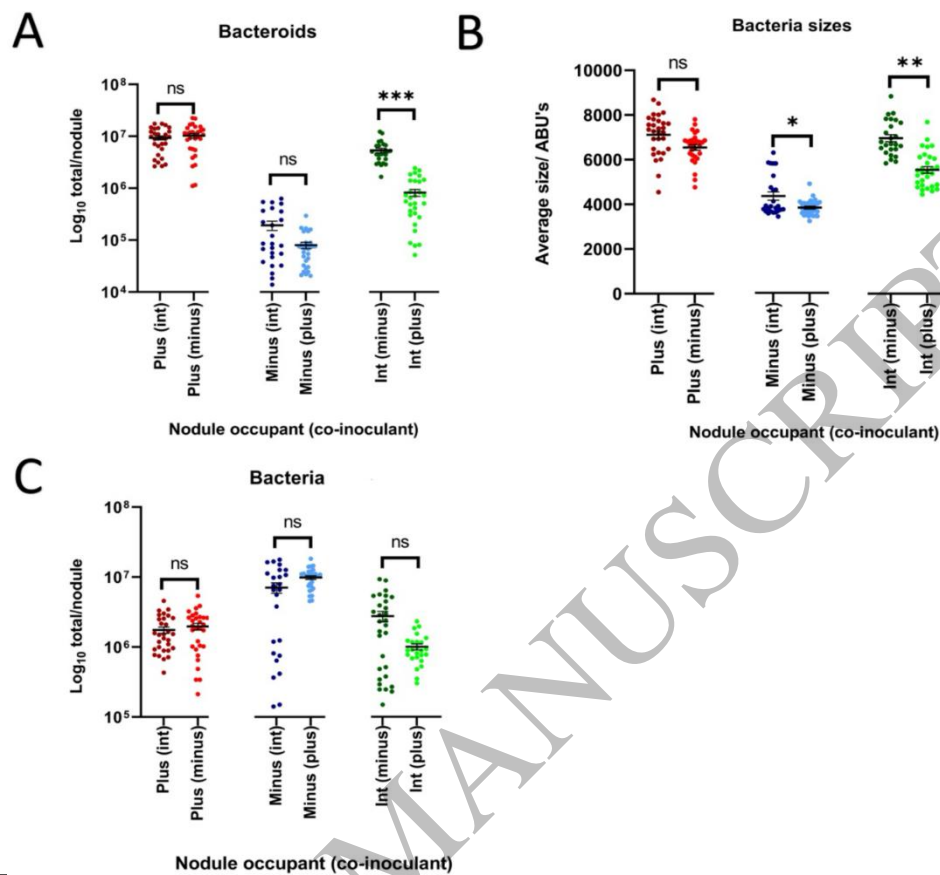 A
Bacteroids
Log₁₀ total/nodule
10⁸
10⁷
10⁶
10⁵
10⁴
ns
ns
***
Plus (int)
Plus (minus)
Minus (int)
Minus (plus)
Int (minus)
Int (plus)
Nodule occupant (co-inoculant)
B
Bacteria sizes
Average size/ ABU's
10000
8000
6000
4000
2000
0
ns
*
**
Plus (int)
Plus (minus)
Minus (int)
Minus (plus)
Int (minus)
Int (plus)
Nodule occupant (co-inoculant)
C
Bacteria
Log₁₀ total/nodule
10⁸
10⁷
10⁶
10⁵
ns
ns
ns
Plus (int)
Plus (minus)
Minus (int)
Minus (plus)
Int (minus)
Int (plus)
Nodule occupant (co-inoculant)
MANUSCRIPT